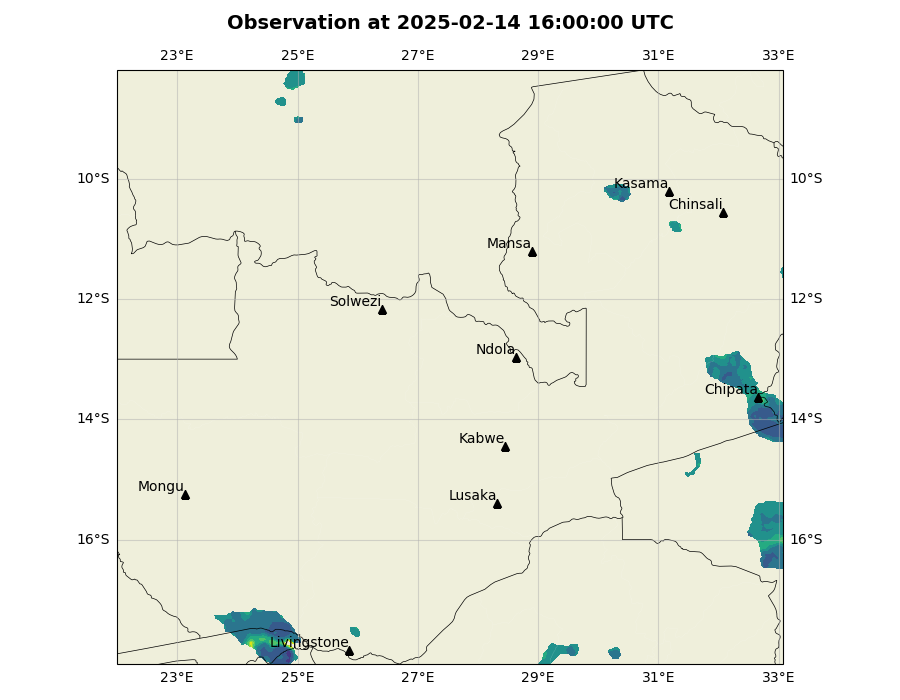 Observation at 2025-02-14 16:00:00 UTC
23°E 25°E 27°E 29°E 31°E 33°E
10°S 10°S
Kasama
Chinsali
Mansa
12°S 12°S
Solwezi
Ndola
Chipata
14°S 14°S
Kabwe
Mongu
Lusaka
16°S 16°S
Livingstone
23°E 25°E 27°E 29°E 31°E 33°E